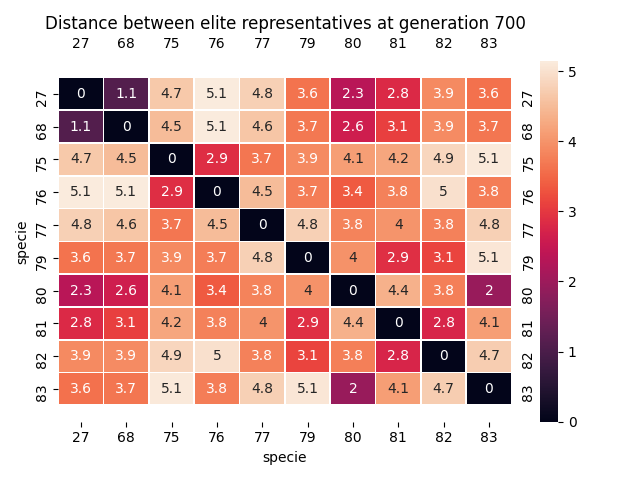 Distance between elite representatives at generation 700
27 68 75 76 77 79 80 81 82 83
27 0 1.1 4.7 5.1 4.8 3.6 2.3 2.8 3.9 3.6 27
68 1.1 0 4.5 5.1 4.6 3.7 2.6 3.1 3.9 3.7 68
75 4.7 4.5 0 2.9 3.7 3.9 4.1 4.2 4.9 5.1 75
76 5.1 5.1 2.9 0 4.5 3.7 3.4 3.8 5 3.8 76
77 4.8 4.6 3.7 4.5 0 4.8 3.8 4 3.8 4.8 77
79 3.6 3.7 3.9 3.7 4.8 0 4 2.9 3.1 5.1 79
80 2.3 2.6 4.1 3.4 3.8 4 0 4.4 3.8 2 80
81 2.8 3.1 4.2 3.8 4 2.9 4.4 0 2.8 4.1 81
82 3.9 3.9 4.9 5 3.8 3.1 3.8 2.8 0 4.7 82
83 3.6 3.7 5.1 3.8 4.8 5.1 2 4.1 4.7 0 83
27 68 75 76 77 79 80 81 82 83
specie
specie
5
4
3
2
1
0